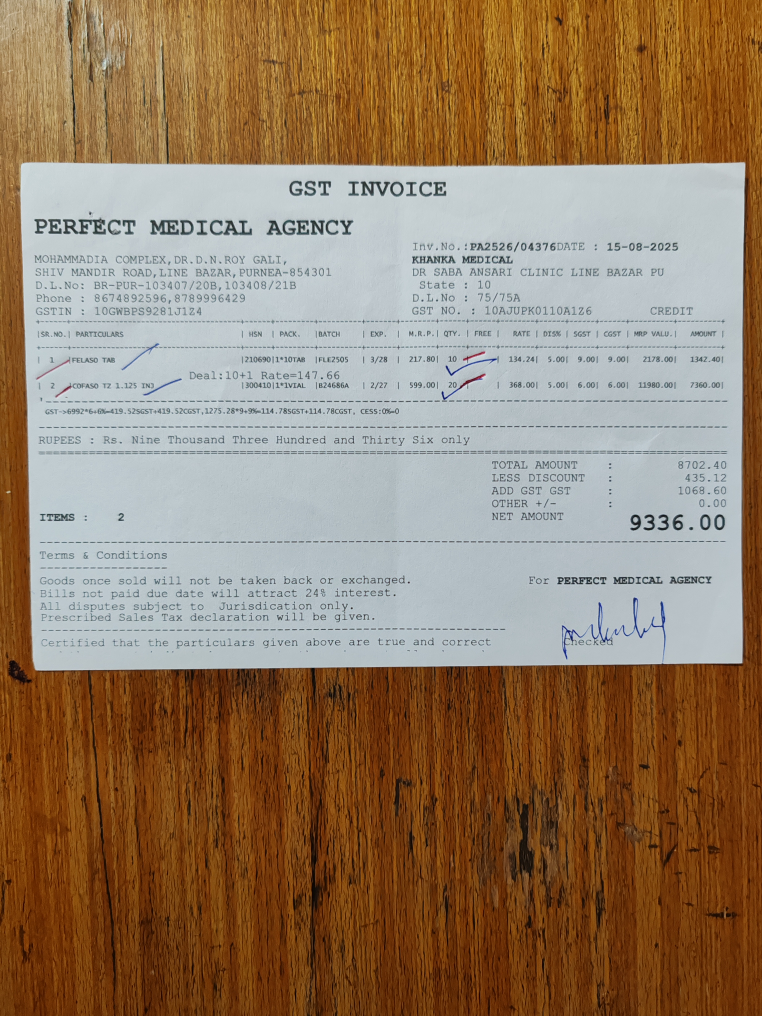 GST INVOICE
PERFECT MEDICAL AGENCY
MOHAMMADIA COMPLEX,DR.D.N.ROY GALI,
SHIV MANDIR ROAD,LINE BAZAR,PURNEA-854301
D.L.No: BR-PUR-103407/20B,103408/21B
Phone : 8674892596,8789996429
GSTIN : 10GWBPS9281J1Z4
Inv.No.:PA2526/04376DATE : 15-08-2025
KHANKA MEDICAL
DR SABA ANSARI CLINIC LINE BAZAR PU
State : 10
D.L.No : 75/75A
GST NO. : 10AJUPK0110A1Z6 CREDIT
|SR.NO.| PARTICULARS |HSN |PACK. |BATCH |EXP. |M.R.P.| QTY. | FREE | RATE |DIS% |SGST |CGST |MRP VALU.| AMOUNT |
| 1 |FELASO TAB |210690|1*10TAB |FLE2505 | 3/28 | 217.80| 10 | | 134.24| 5.00| 9.00| 9.00| 2178.00| 1342.40|
Deal:10+1 Rate=147.66
| 2 |COFASO T2 1.125 INJ |300410|1*1VIAL |B24686A | 2/27 | 599.00| 20 | | 368.00| 5.00| 6.00| 6.00| 11980.00| 7360.00|
GST->6992*6+6%=419.52SGST+419.52CGST,1275.28*9+9%=114.78SGST+114.78CGST, CESS:0%=0
RUPEES : Rs. Nine Thousand Three Hundred and Thirty Six only
TOTAL AMOUNT : 8702.40
LESS DISCOUNT : 435.12
ADD GST GST : 1068.60
OTHER +/- : 0.00
ITEMS : 2
NET AMOUNT 9336.00
Terms & Conditions
Goods once sold will not be taken back or exchanged.
Bills not paid due date will attract 24% interest.
All disputes subject to Jurisdication only.
Prescribed Sales Tax declaration will be given.
For PERFECT MEDICAL AGENCY
Certified that the particulars given above are true and correct
Checked